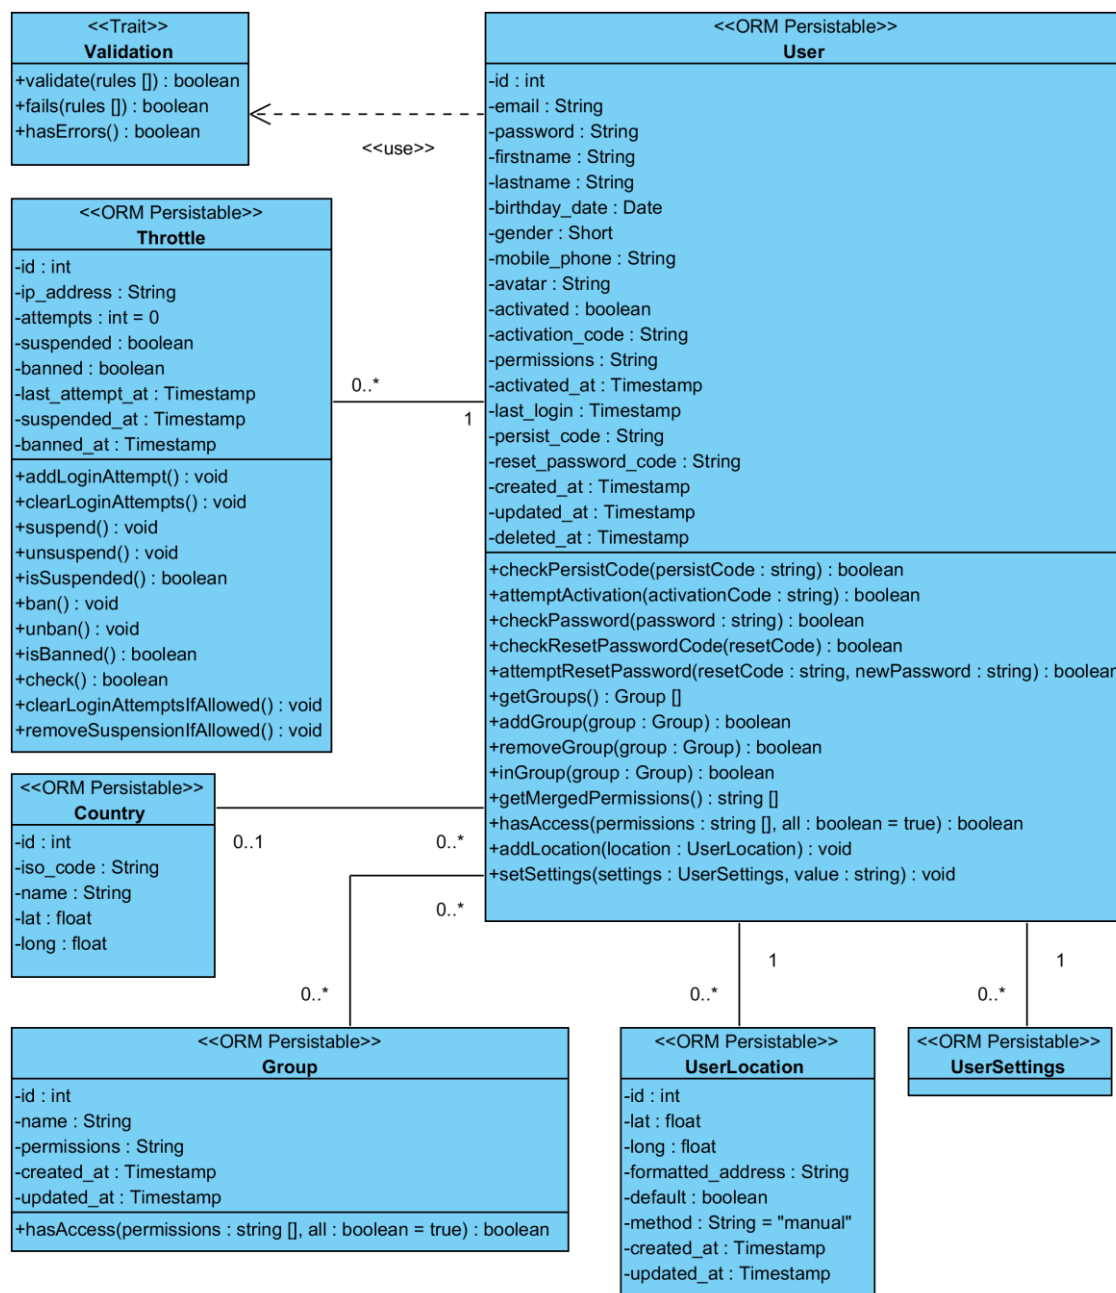 <<Trait>>
Validation
+validate(rules []) : boolean
+fails(rules []) : boolean
+hasErrors() : boolean
<<use>>
<<ORM Persistable>>
User
-id : int
-email : String
-password : String
-firstname : String
-lastname : String
-birthday_date : Date
-gender : Short
-mobile_phone : String
-avatar : String
-activated : boolean
-activation_code : String
-permissions : String
-activated_at : Timestamp
-last_login : Timestamp
-persist_code : String
-reset_password_code : String
-created_at : Timestamp
-updated_at : Timestamp
-deleted_at : Timestamp
+checkPersistCode(persistCode : string) : boolean
+attemptActivation(activationCode : string) : boolean
+checkPassword(password : string) : boolean
+checkResetPasswordCode(resetCode) : boolean
+attemptResetPassword(resetCode : string, newPassword : string) : boolean
+getGroups() : Group []
+addGroup(group : Group) : boolean
+removeGroup(group : Group) : boolean
+inGroup(group : Group) : boolean
+getMergedPermissions() : string []
+hasAccess(permissions : string [], all : boolean = true) : boolean
+addLocation(location : UserLocation) : void
+setSettings(settings : UserSettings, value : string) : void
<<ORM Persistable>>
Throttle
-id : int
-ip_address : String
-attempts : int = 0
-suspended : boolean
-banned : boolean
-last_attempt_at : Timestamp
-suspended_at : Timestamp
-banned_at : Timestamp
+addLoginAttempt() : void
+clearLoginAttempts() : void
+suspend() : void
+unsuspend() : void
+isSuspended() : boolean
+ban() : void
+unban() : void
+isBanned() : boolean
+check() : boolean
+clearLoginAttemptsIfAllowed() : void
+removeSuspensionIfAllowed() : void
0..*
1
<<ORM Persistable>>
Country
-id : int
-iso_code : String
-name : String
-lat : float
-long : float
0..1
0..*
0..*
0..*
1
0..*
1
0..*
<<ORM Persistable>>
Group
-id : int
-name : String
-permissions : String
-created_at : Timestamp
-updated_at : Timestamp
+hasAccess(permissions : string [], all : boolean = true) : boolean
<<ORM Persistable>>
UserLocation
-id : int
-lat : float
-long : float
-formatted_address : String
-default : boolean
-method : String = "manual"
-created_at : Timestamp
-updated_at : Timestamp
<<ORM Persistable>>
UserSettings